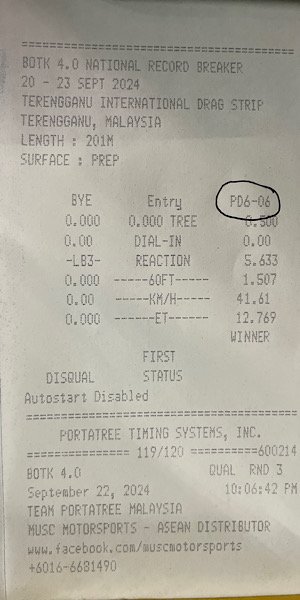 ================================
BOTK 4.0 NATIONAL RECORD BREAKER
20 - 23 SEPT 2024
TERENGGANU INTERNATIONAL DRAG STRIP
TERENGGANU, MALAYSIA
LENGTH : 201M
SURFACE : PREP
BYE Entry PD6-06
0.000 0.000 TREE 0.500
0.00 DIAL-IN 0.00
-LB3- REACTION 5.633
0.000 -----60FT------ 1.507
0.00 -----KM/H----- 41.61
0.000 ------ET------ 12.769
WINNER
FIRST
DISQUAL STATUS
Autostart Disabled
================================
PORTATREE TIMING SYSTEMS, INC.
=============== 119/120 ==========600214
BOTK 4.0 QUAL RND 3
September 22, 2024 10:06:42 PM
TEAM PORTATREE MALAYSIA
MUSC MOTORSPORTS - ASEAN DISTRIBUTOR
www.facebook.com/muscmotorsports
+6016-6681490